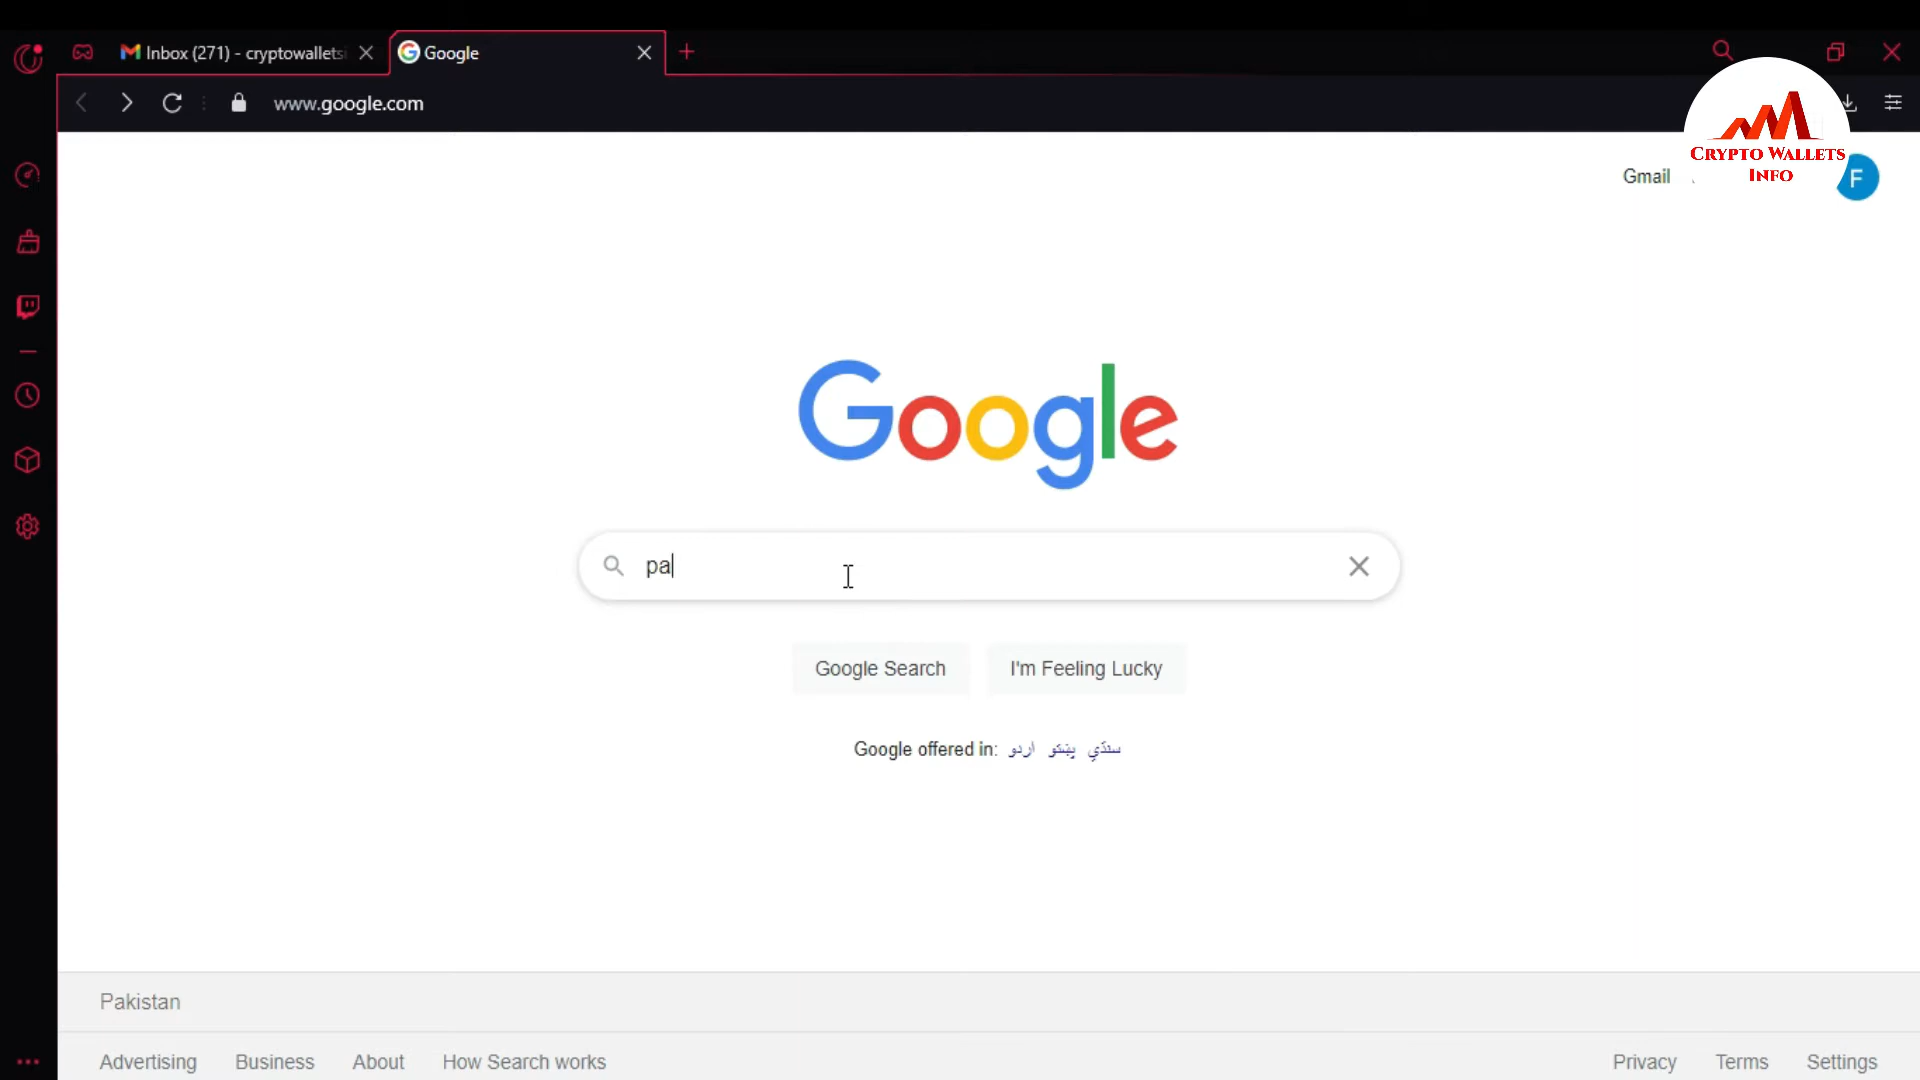 Inbox (271) - cryptowallets
Google
www.google.com
CRYPTO WALLETS
INFO
Gmail
F
Google
pa
Google Search
I'm Feeling Lucky
Google offered in: اردو پښتو سنڌي
Pakistan
Advertising
Business
About
How Search works
Privacy
Terms
Settings